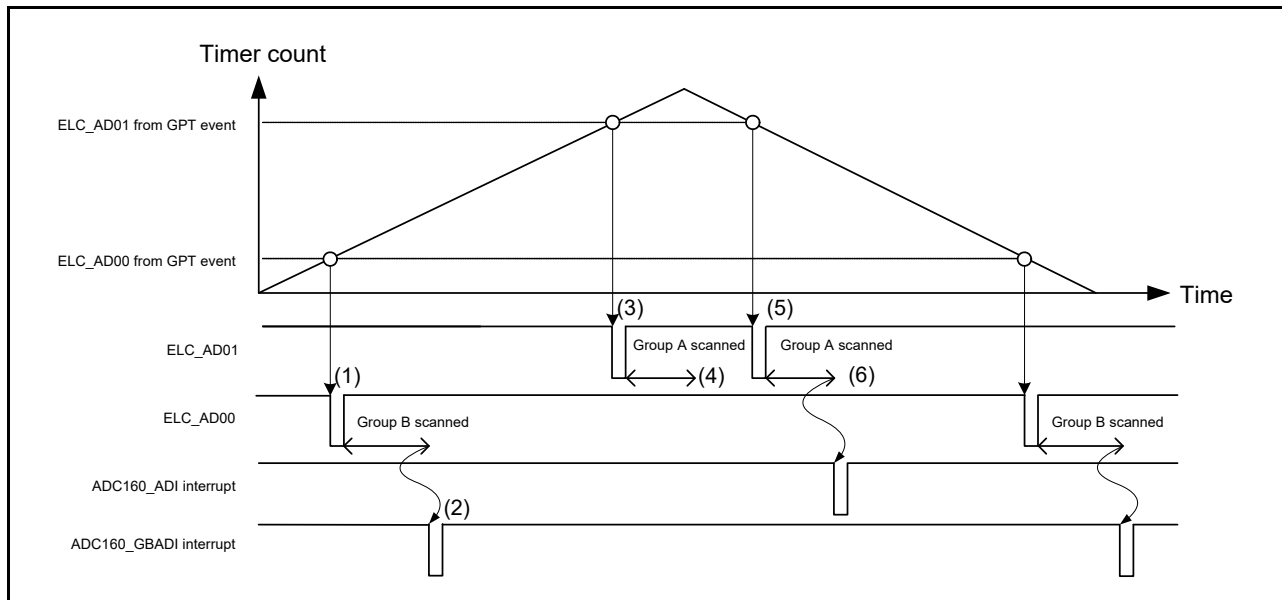 Timer count
ELC_AD01 from GPT event
ELC_AD00 from GPT event
Time
(3)
(5)
ELC_AD01
Group A scanned
Group A scanned
(4)
(6)
(1)
ELC_AD00
Group B scanned
Group B scanned
ADC160_ADI interrupt
(2)
ADC160_GBADI interrupt